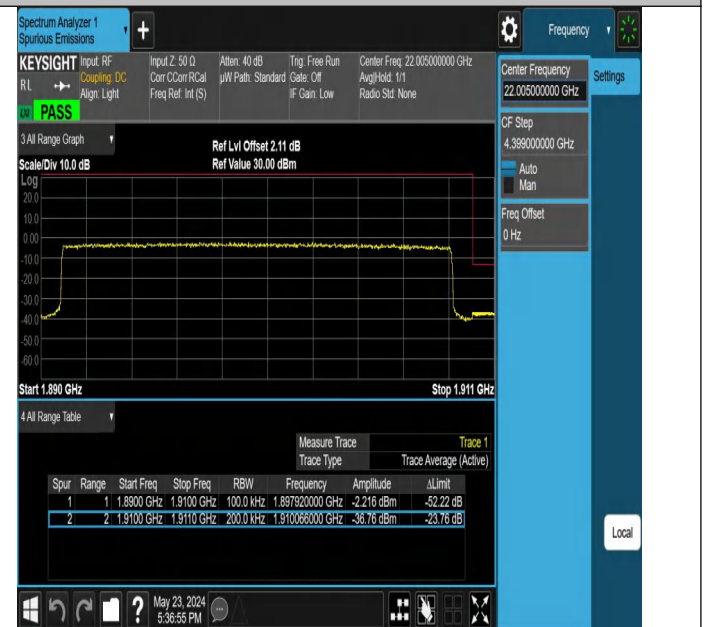 Spectrum Analyzer 1
Spurious Emissions
Frequency
KEYSIGHT Input: RF Input Z: 50 Ω Atten: 40 dB Trig: Free Run Center Freq: 22.005000000 GHz
RL Coupling: DC Corr CCorr RCal µW Path: Standard Gate: Off Avg|Hold: 1/1
Align: Light Freq Ref: Int (S) IF Gain: Low Radio Std: None
PASS
Center Frequency
22.005000000 GHz
Settings
CF Step
4.399000000 GHz
Auto
Man
Freq Offset
0 Hz
3 All Range Graph
Ref Lvl Offset 2.11 dB
Scale/Div 10.0 dB Ref Value 30.00 dBm
Log
20.0
10.0
0.00
-10.0
-20.0
-30.0
-40.0
-50.0
-60.0
Start 1.890 GHz Stop 1.911 GHz
4 All Range Table
Measure Trace Trace 1
Trace Type Trace Average (Active)
Spur Range Start Freq Stop Freq RBW Frequency Amplitude ΔLimit
1 1 1.8900 GHz 1.9100 GHz 100.0 kHz 1.897920000 GHz -2.216 dBm -52.22 dB
2 2 1.9100 GHz 1.9110 GHz 200.0 kHz 1.910066000 GHz -36.76 dBm -23.76 dB
Local
? May 23, 2024
5:36:55 PM